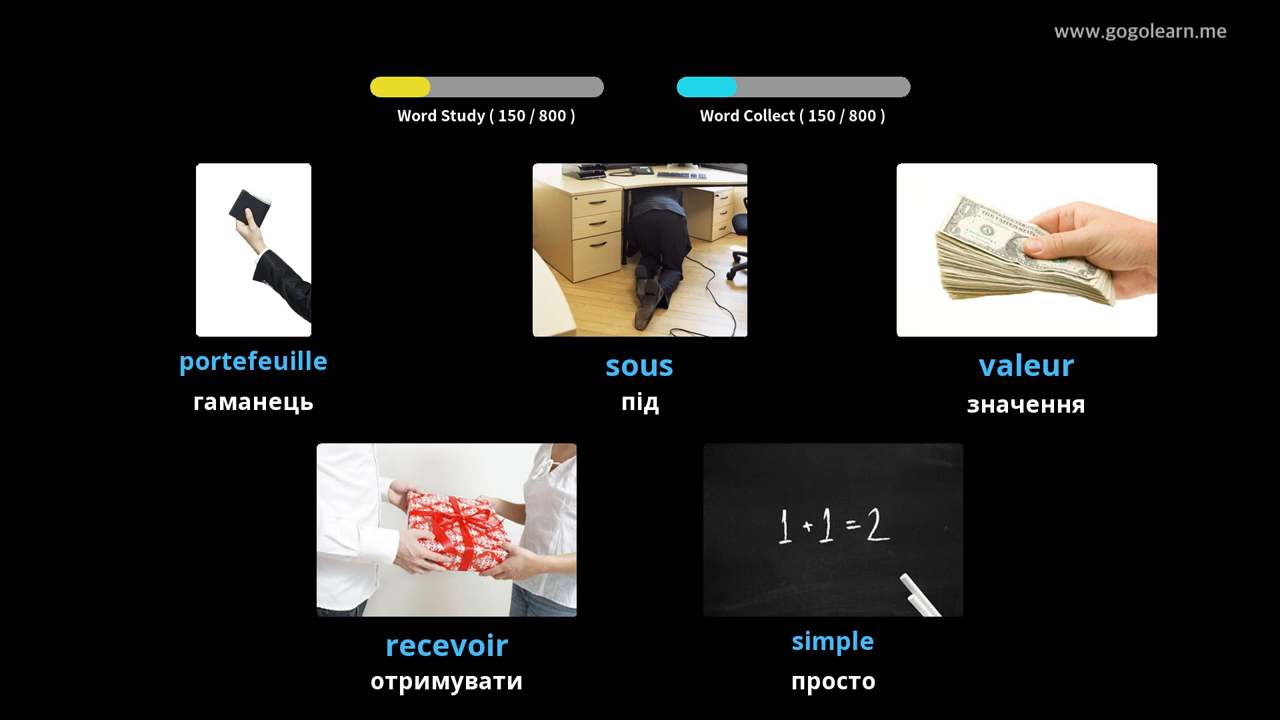 www.gogolearn.me
Word Study ( 150 / 800 )
Word Collect ( 150 / 800 )
portefeuille
гаманець
sous
під
valeur
значення
1 + 1 = 2
recevoir
отримувати
simple
просто